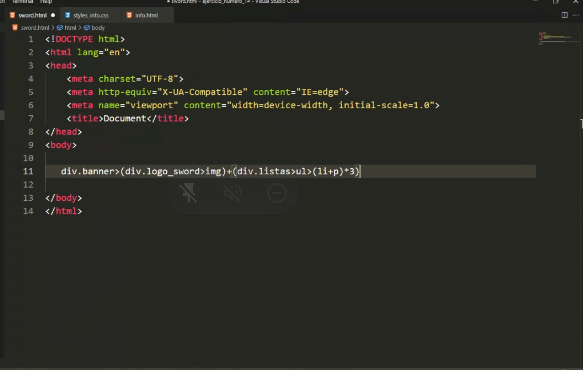 Terminal Help
sword.html - ejercicio_numero_14 - Visual Studio Code
sword.html
styles_info.css
info.html
sword.html > html > body
1 <!DOCTYPE html>
2 <html lang="en">
3 <head>
4 <meta charset="UTF-8">
5 <meta http-equiv="X-UA-Compatible" content="IE=edge">
6 <meta name="viewport" content="width=device-width, initial-scale=1.0">
7 <title>Document</title>
8 </head>
9 <body>
10
11 div.banner>(div.logo_sword>img)+(div.listas>ul>(li+p)*3)
12
13 </body>
14 </html>